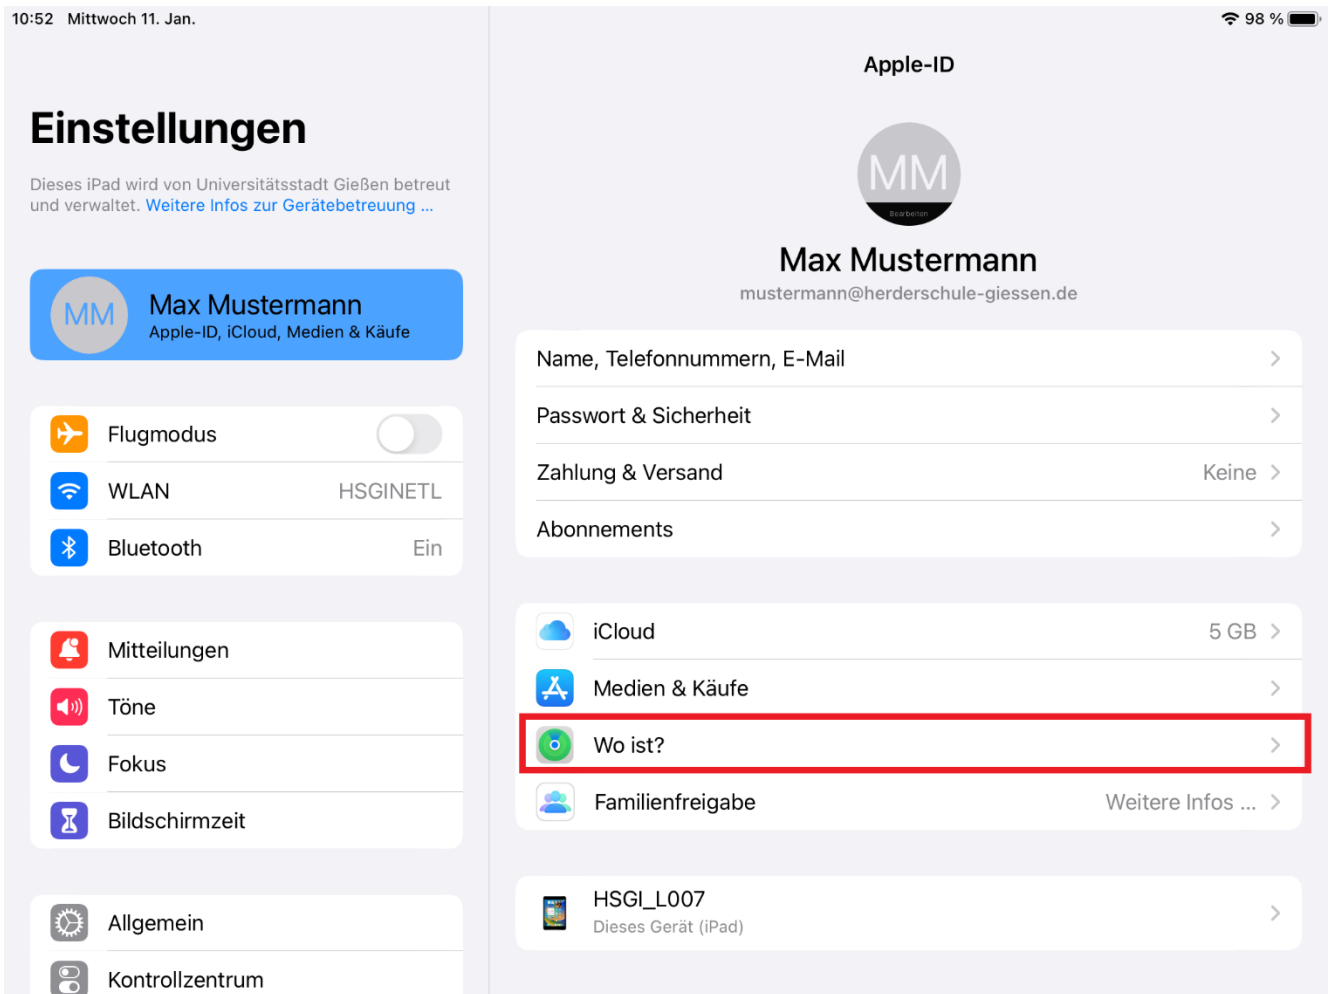 10:52 Mittwoch 11. Jan.
98 %
Einstellungen
Dieses iPad wird von Universitätsstadt Gießen betreut
und verwaltet. Weitere Infos zur Gerätebetreuung ...
MM
Max Mustermann
Apple-ID, iCloud, Medien & Käufe
Flugmodus
WLAN HSGINETL
Bluetooth Ein
Mitteilungen
Töne
Fokus
Bildschirmzeit
Allgemein
Kontrollzentrum
Apple-ID
MM
Bearbeiten
Max Mustermann
mustermann@herderschule-giessen.de
Name, Telefonnummern, E-Mail
Passwort & Sicherheit
Zahlung & Versand Keine
Abonnements
iCloud 5 GB
Medien & Käufe
Wo ist?
Familienfreigabe Weitere Infos ...
HSGI_L007
Dieses Gerät (iPad)